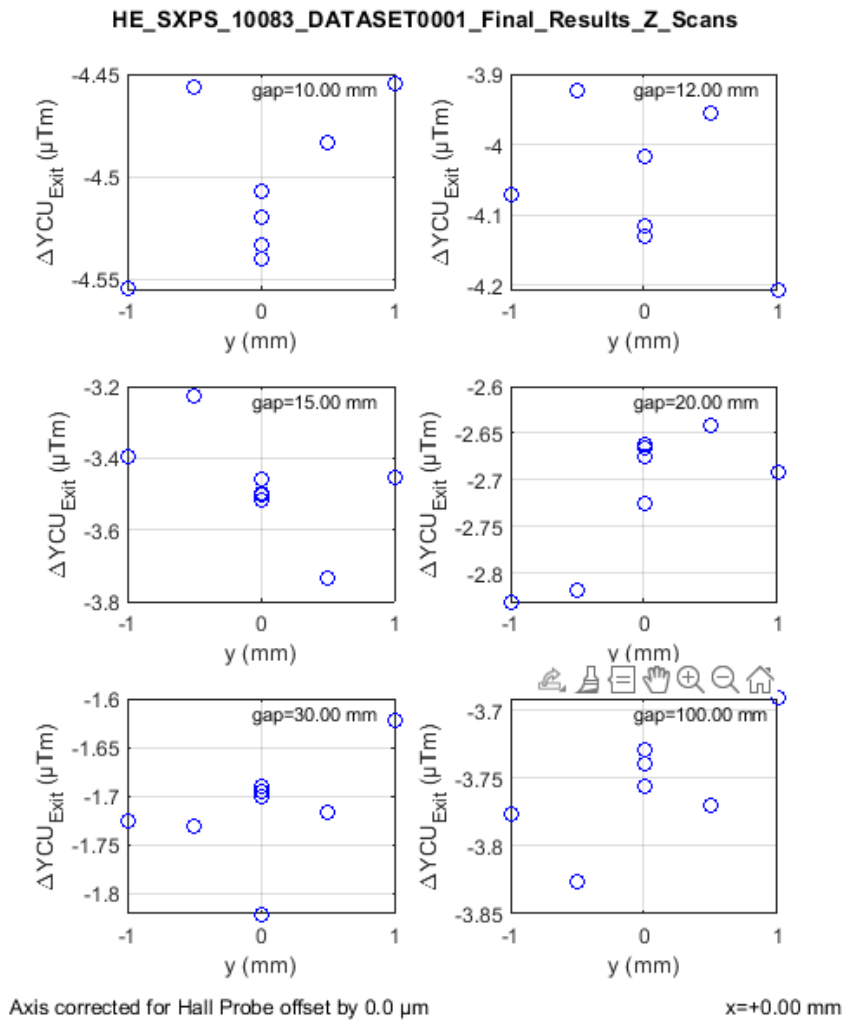 HE_SXPS_10083_DATASET0001_Final_Results_Z_Scans
-4.45
-4.5
-4.55
ΔYCU_Exit (µTm)
gap=10.00 mm
-1 0 1
y (mm)
-3.9
-4
-4.1
-4.2
ΔYCU_Exit (µTm)
gap=12.00 mm
-1 0 1
y (mm)
-3.2
-3.4
-3.6
-3.8
ΔYCU_Exit (µTm)
gap=15.00 mm
-1 0 1
y (mm)
-2.6
-2.65
-2.7
-2.75
-2.8
ΔYCU_Exit (µTm)
gap=20.00 mm
-1 0 1
y (mm)
-1.6
-1.65
-1.7
-1.75
-1.8
ΔYCU_Exit (µTm)
gap=30.00 mm
-1 0 1
y (mm)
-3.7
-3.75
-3.8
-3.85
ΔYCU_Exit (µTm)
gap=100.00 mm
-1 0 1
y (mm)
Axis corrected for Hall Probe offset by 0.0 µm
x=+0.00 mm